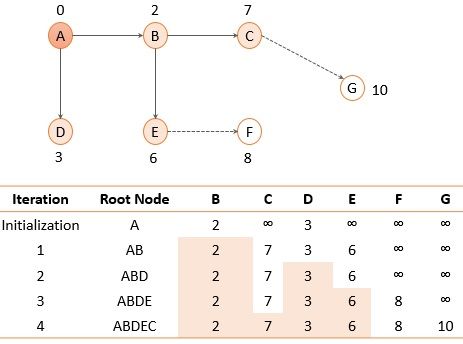 0 2 7
A B C
G 10
D E F
3 6 8
Iteration Root Node B C D E F G
Initialization A 2 ∞ 3 ∞ ∞ ∞
1 AB 2 7 3 6 ∞ ∞
2 ABD 2 7 3 6 ∞ ∞
3 ABDE 2 7 3 6 8 ∞
4 ABDEC 2 7 3 6 8 10